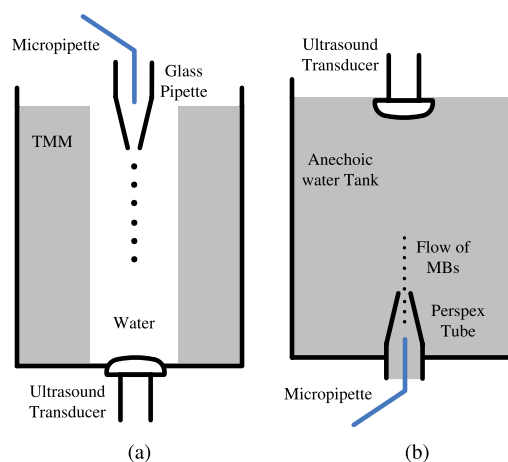 Micropipette
Glass
Pipette
TMM
Water
Ultrasound
Transducer
(a)
Ultrasound
Transducer
Anechoic
water Tank
Flow of
MBs
Perspex
Tube
Micropipette
(b)